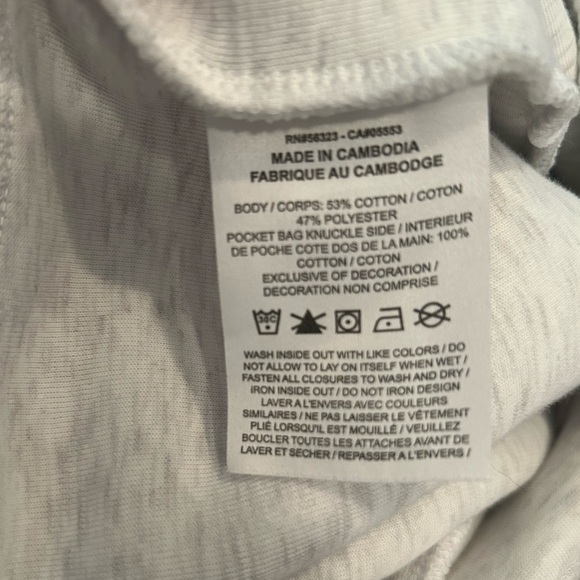 RN#56323 - CA#05553
MADE IN CAMBODIA
FABRIQUE AU CAMBODGE
BODY / CORPS: 53% COTTON / COTON
47% POLYESTER
POCKET BAG KNUCKLE SIDE / INTERIEUR
DE POCHE COTE DOS DE LA MAIN: 100%
COTTON / COTON
EXCLUSIVE OF DECORATION /
DECORATION NON COMPRISE
30C
WASH INSIDE OUT WITH LIKE COLORS / DO
NOT ALLOW TO LAY ON ITSELF WHEN WET /
FASTEN ALL CLOSURES TO WASH AND DRY /
IRON INSIDE OUT / DO NOT IRON DESIGN
LAVER A L'ENVERS AVEC COULEURS
SIMILAIRES / NE PAS LAISSER LE VÊTEMENT
PLIÉ LORSQU'IL EST MOUILLÉ / VEUILLEZ
BOUCLER TOUTES LES ATTACHES AVANT DE
LAVER ET SECHER / REPASSER A L'ENVERS /